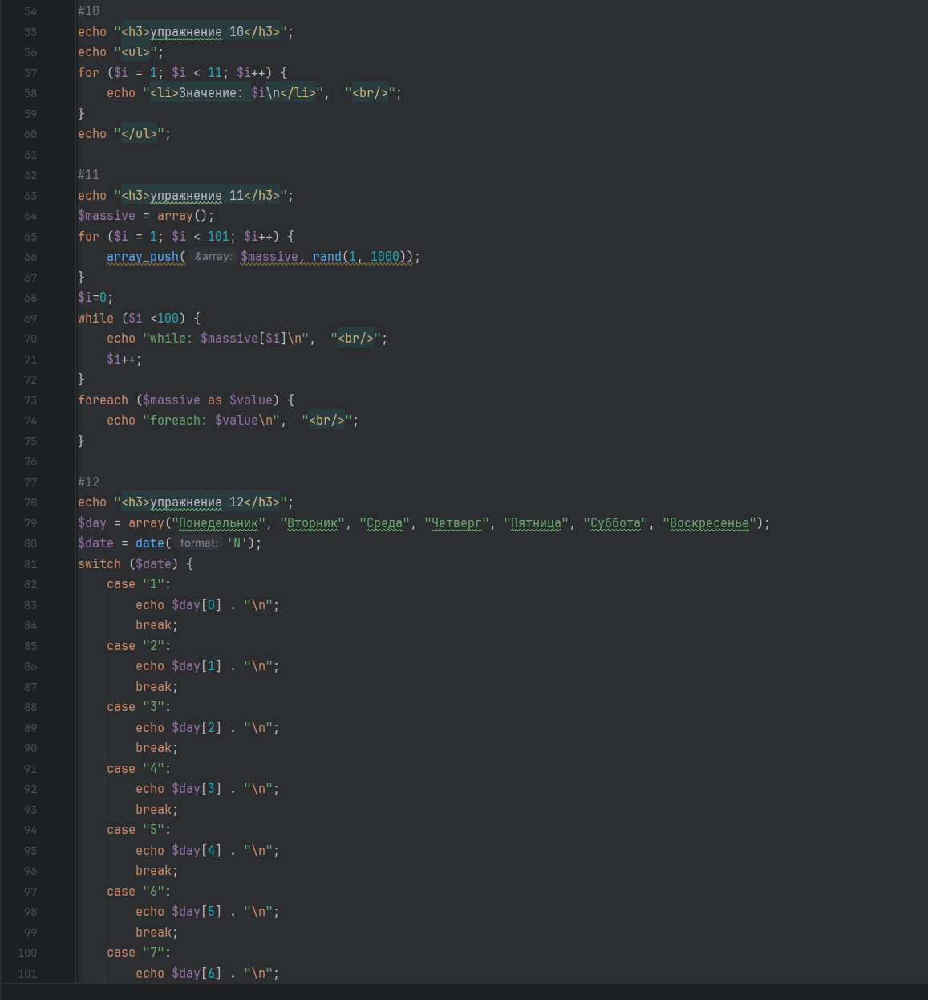 54 #10
55 echo "<h3>упражнение 10</h3>";
56 echo "<ul>";
57 for ($i = 1; $i < 11; $i++) {
58     echo "<li>Значение: $i\n</li>",  "<br/>";
59 }
60 echo "</ul>";
61
62 #11
63 echo "<h3>упражнение 11</h3>";
64 $massive = array();
65 for ($i = 1; $i < 101; $i++) {
66     array_push( &array: $massive, rand(1, 1000));
67 }
68 $i=0;
69 while ($i <100) {
70     echo "while: $massive[$i]\n",  "<br/>";
71     $i++;
72 }
73 foreach ($massive as $value) {
74     echo "foreach: $value\n",  "<br/>";
75 }
76
77 #12
78 echo "<h3>упражнение 12</h3>";
79 $day = array("Понедельник", "Вторник", "Среда", "Четверг", "Пятница", "Суббота", "Воскресенье");
80 $date = date( format: 'N');
81 switch ($date) {
82     case "1":
83         echo $day[0] . "\n";
84         break;
85     case "2":
86         echo $day[1] . "\n";
87         break;
88     case "3":
89         echo $day[2] . "\n";
90         break;
91     case "4":
92         echo $day[3] . "\n";
93         break;
94     case "5":
95         echo $day[4] . "\n";
96         break;
97     case "6":
98         echo $day[5] . "\n";
99         break;
100     case "7":
101         echo $day[6] . "\n";